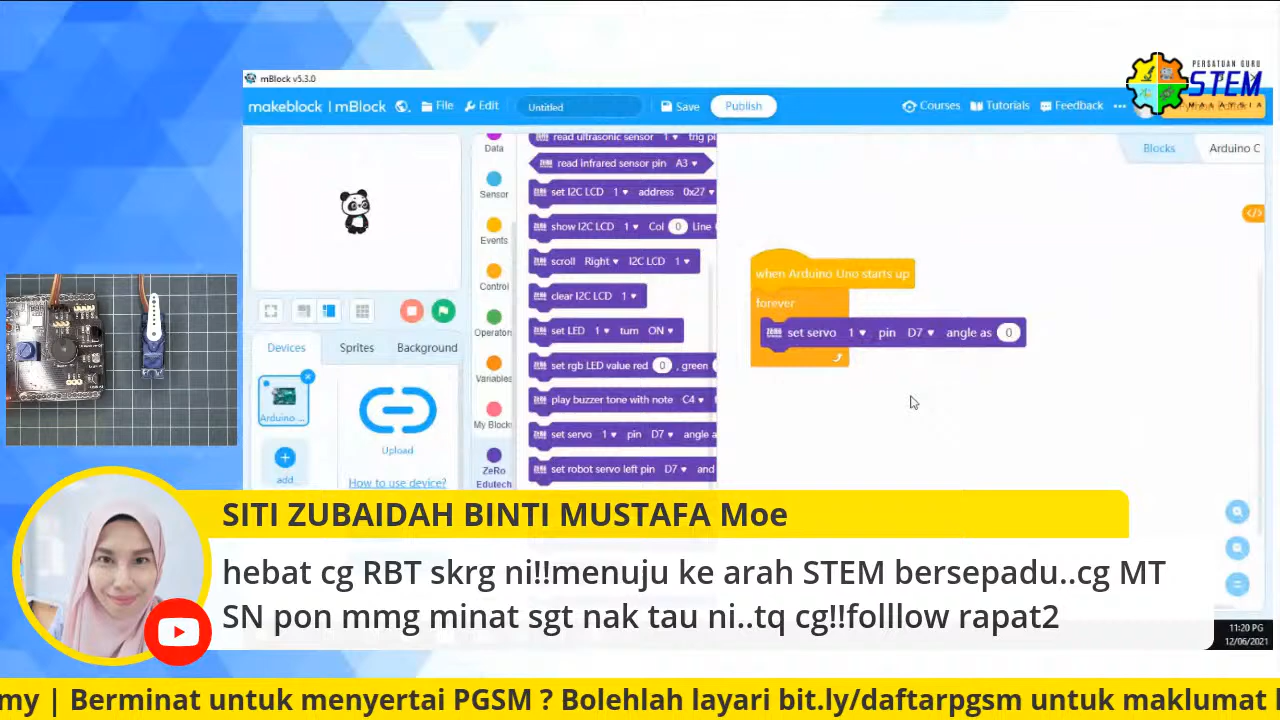 PERSATUAN GURU
STEM
MALAYSIA
mBlock v5.3.0
makeblock | mBlock
File
Edit
Untitled
Save
Publish
Courses
Tutorials
Feedback
Data
Sensor
Events
Control
Operators
Variables
My Blocks
ZeRo
Edutech
read ultrasonic sensor 1 trig pi
read infrared sensor pin A3
set I2C LCD 1 address 0x27
show I2C LCD 1 Col 0 Line
scroll Right I2C LCD 1
clear I2C LCD 1
set LED 1 turn ON
set rgb LED value red 0 , green
play buzzer tone with note C4
set servo 1 pin D7 angle a
set robot servo left pin D7 and
Blocks
Arduino C
when Arduino Uno starts up
forever
set servo 1 pin D7 angle as 0
Devices
Sprites
Background
Arduino ...
add
Upload
How to use device?
SITI ZUBAIDAH BINTI MUSTAFA Moe
hebat cg RBT skrg ni!!menuju ke arah STEM bersepadu..cg MT
SN pon mmg minat sgt nak tau ni..tq cg!!folllow rapat2
11:20 PG
12/06/2021
my | Berminat untuk menyertai PGSM ? Bolehlah layari bit.ly/daftarpgsm untuk maklumat l